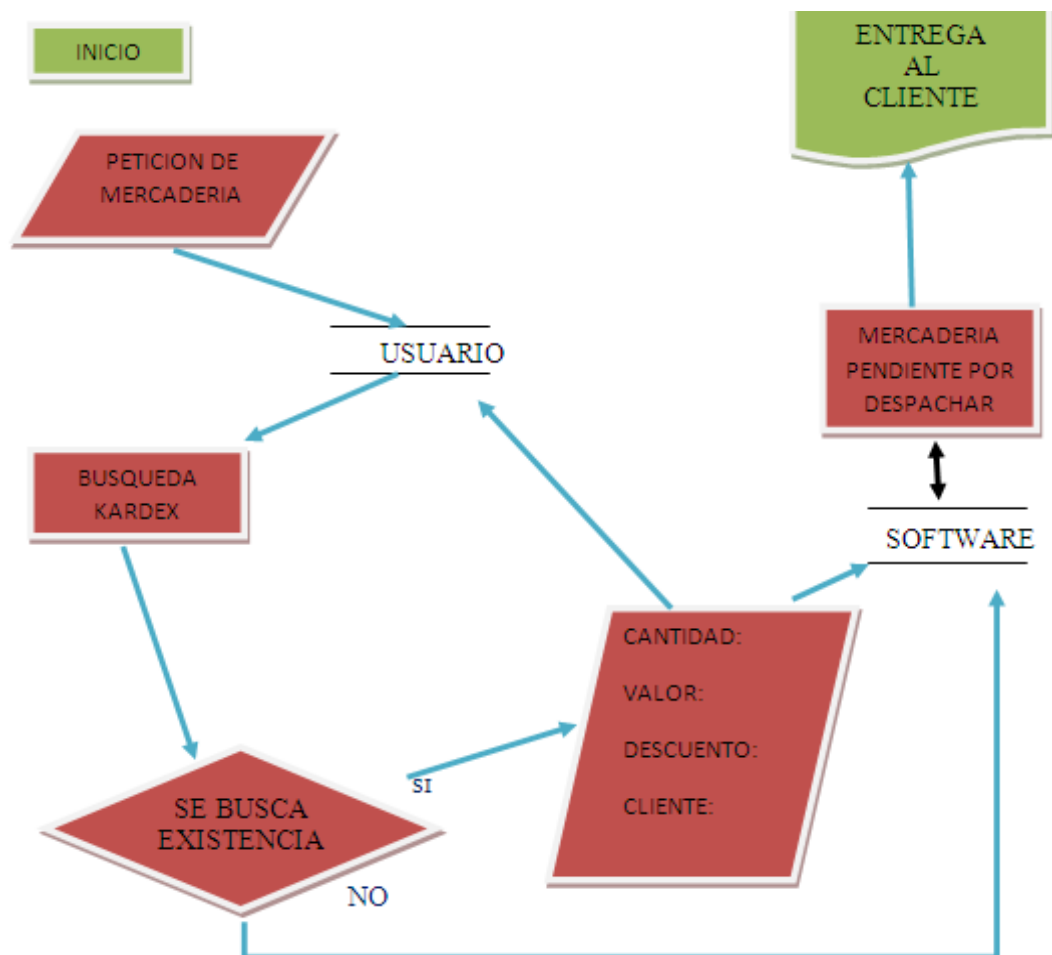 INICIO
PETICION DE
MERCADERIA
USUARIO
BUSQUEDA
KARDEX
SE BUSCA
EXISTENCIA
SI
NO
CANTIDAD:
VALOR:
DESCUENTO:
CLIENTE:
SOFTWARE
MERCADERIA
PENDIENTE POR
DESPACHAR
ENTREGA
AL
CLIENTE